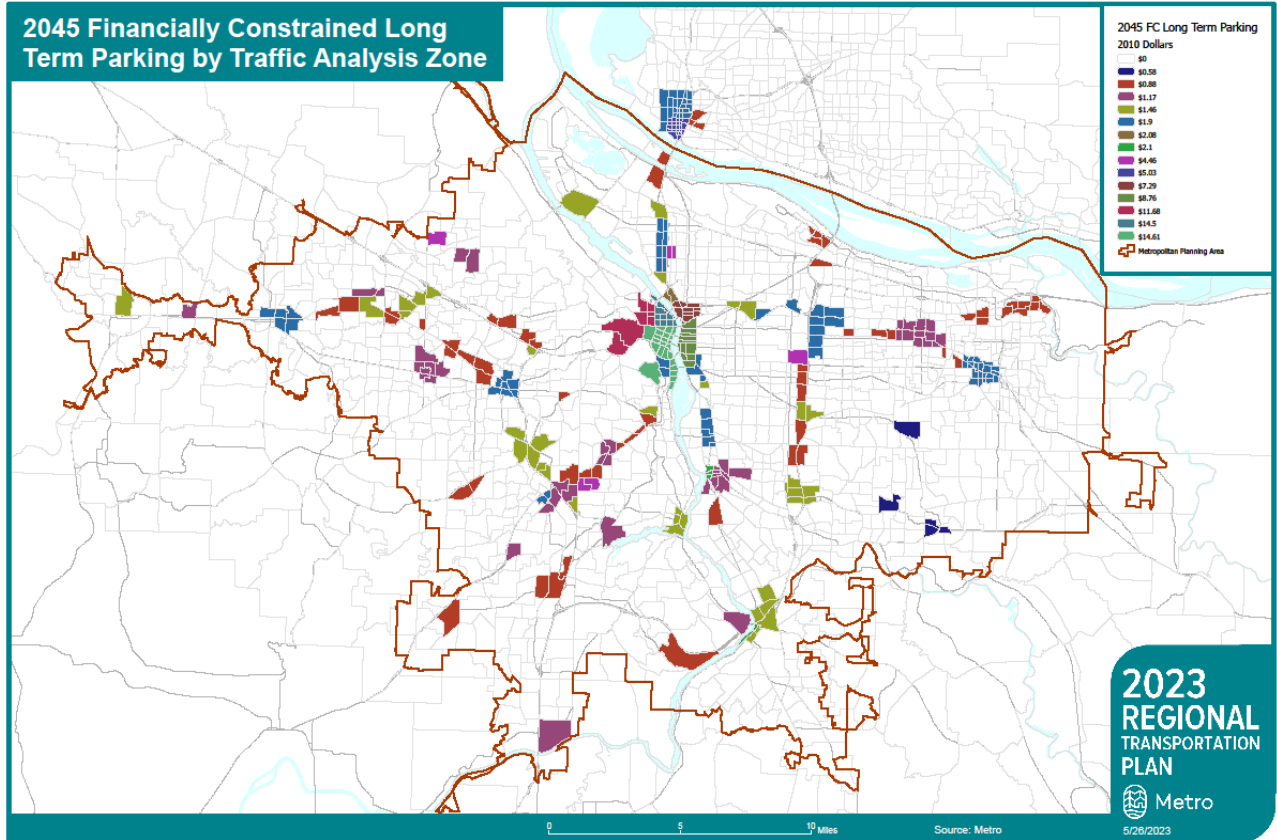 2045 Financially Constrained Long
Term Parking by Traffic Analysis Zone
2045 FC Long Term Parking
2010 Dollars
$0
$0.58
$0.88
$1.17
$1.46
$1.9
$2.08
$2.1
$4.46
$5.03
$7.29
$8.76
$11.68
$14.5
$14.61
Metropolitan Planning Area
2023
REGIONAL
TRANSPORTATION
PLAN
Metro
0 5 10 Miles
Source: Metro
5/26/2023